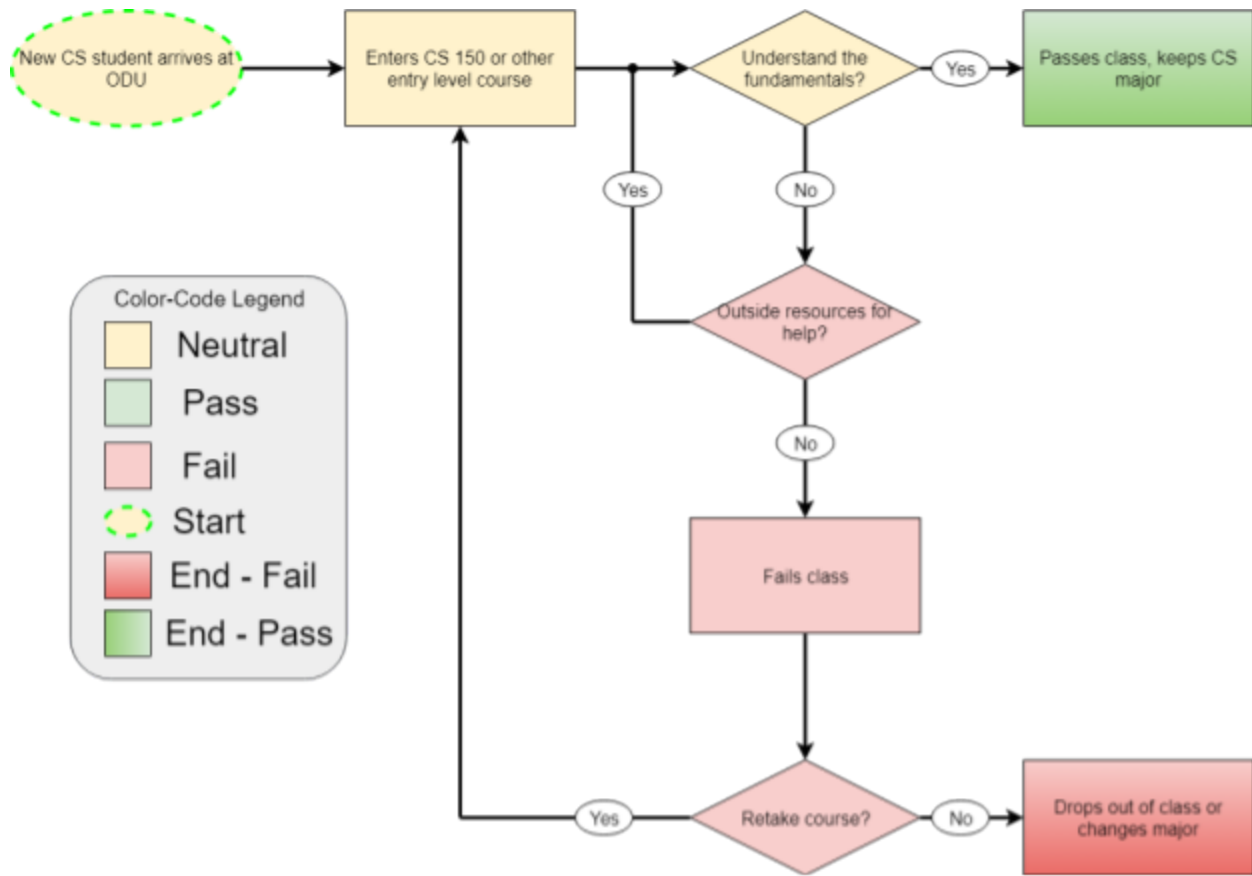 New CS student arrives at
ODU
Enters CS 150 or other
entry level course
Understand the
fundamentals?
Yes
Passes class, keeps CS
major
Yes
No
Outside resources for
help?
No
Fails class
Retake course?
Yes
No
Drops out of class or
changes major
Color-Code Legend
Neutral
Pass
Fail
Start
End - Fail
End - Pass